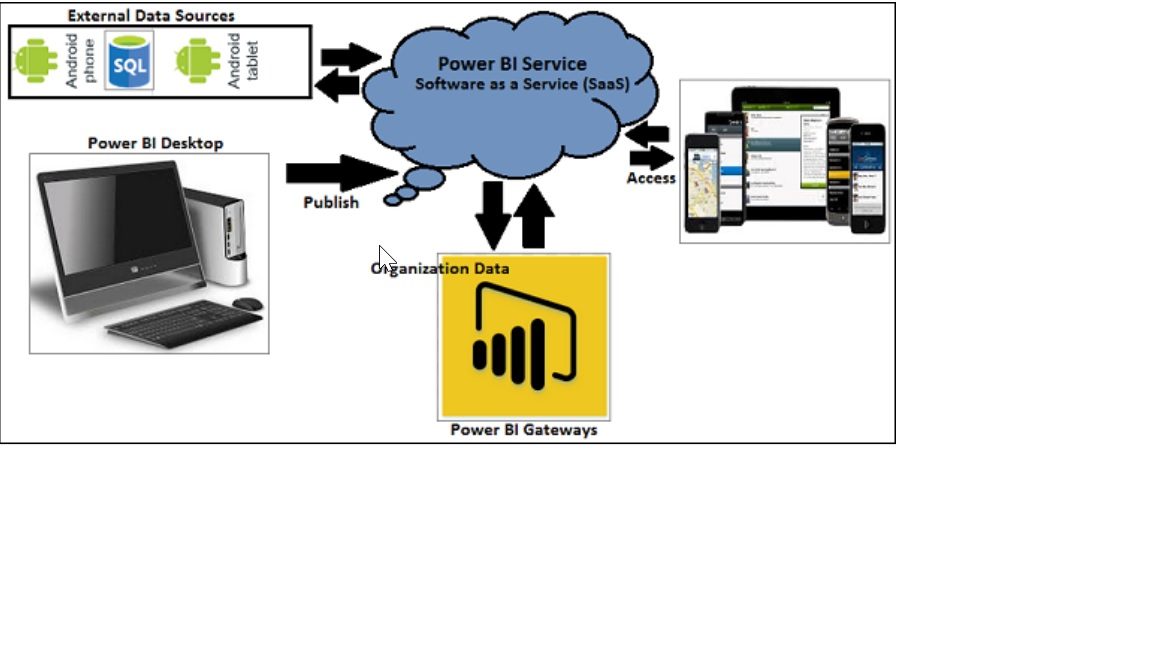 External Data Sources
Android
phone
SQL
Android
tablet
Power BI Service
Software as a Service (SaaS)
Power BI Desktop
Publish
Access
Organization Data
Power BI Gateways